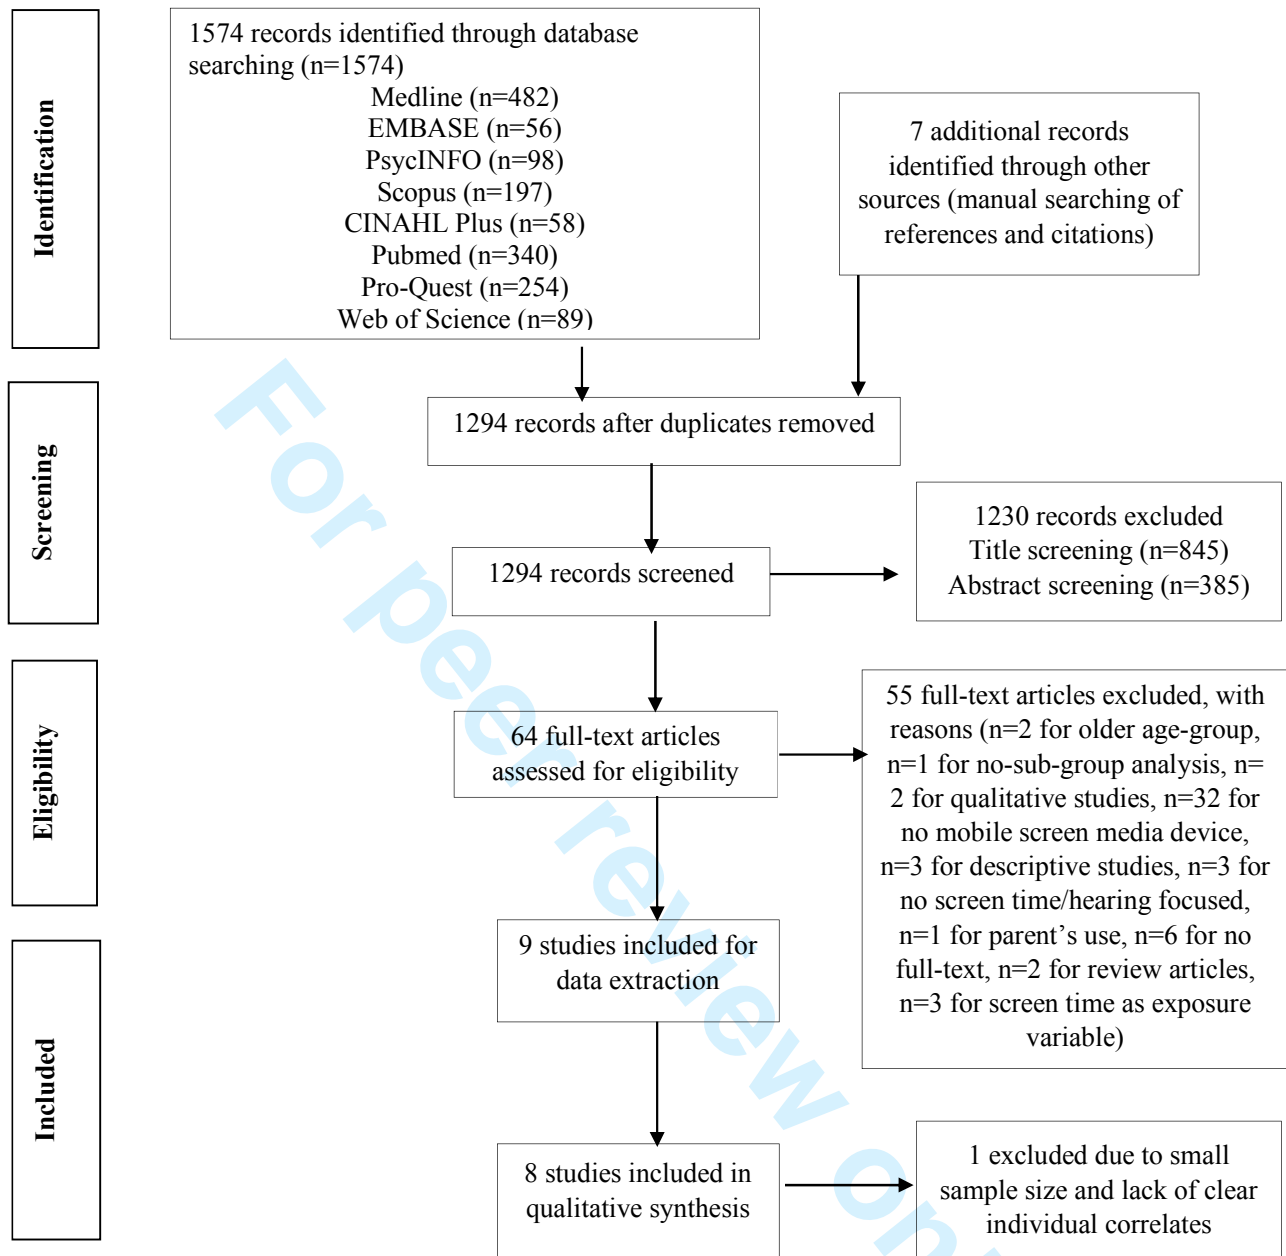 Identification
1574 records identified through database
searching (n=1574)
Medline (n=482)
EMBASE (n=56)
PsycINFO (n=98)
Scopus (n=197)
CINAHL Plus (n=58)
Pubmed (n=340)
Pro-Quest (n=254)
Web of Science (n=89)
7 additional records
identified through other
sources (manual searching of
references and citations)
Screening
1294 records after duplicates removed
1294 records screened
1230 records excluded
Title screening (n=845)
Abstract screening (n=385)
Eligibility
64 full-text articles
assessed for eligibility
55 full-text articles excluded, with
reasons (n=2 for older age-group,
n=1 for no-sub-group analysis, n=
2 for qualitative studies, n=32 for
no mobile screen media device,
n=3 for descriptive studies, n=3 for
no screen time/hearing focused,
n=1 for parent's use, n=6 for no
full-text, n=2 for review articles,
n=3 for screen time as exposure
variable)
Included
9 studies included for
data extraction
8 studies included in
qualitative synthesis
1 excluded due to small
sample size and lack of clear
individual correlates
For peer review on